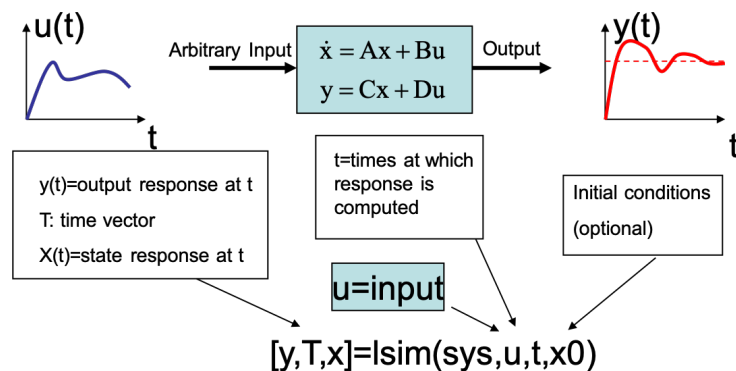 u(t)
t
Arbitrary Input
ẋ = Ax + Bu
y = Cx + Du
Output
y(t)
t
y(t)=output response at t
T: time vector
X(t)=state response at t
t=times at which
response is
computed
Initial conditions
(optional)
u=input
[y,T,x]=lsim(sys,u,t,x0)